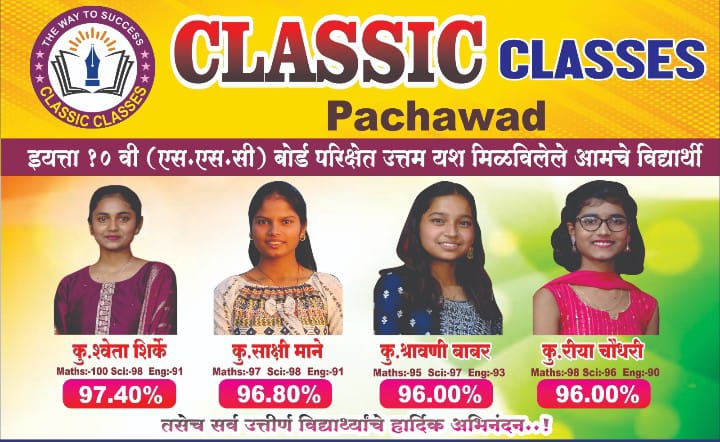 THE WAY TO SUCCESS
CLASSIC CLASSES
CLASSIC CLASSES
Pachawad
इयत्ता १० वी (एस.एस.सी) बोर्ड परिक्षेत उत्तम यश मिळविलेले आमचे विद्यार्थी
कु.श्वेता शिर्के
Maths:-100 Sci:-98 Eng:-91
97.40%
कु.साक्षी माने
Maths:-97 Sci:-98 Eng:-91
96.80%
कु.श्रावणी बाबर
Maths:-95 Sci:-97 Eng:-93
96.00%
कु.रीया चौधरी
Maths:-98 Sci:-96 Eng:-90
96.00%
तसेच सर्व उत्तीर्ण विद्यार्थ्यांचे हार्दिक अभिनंदन..!